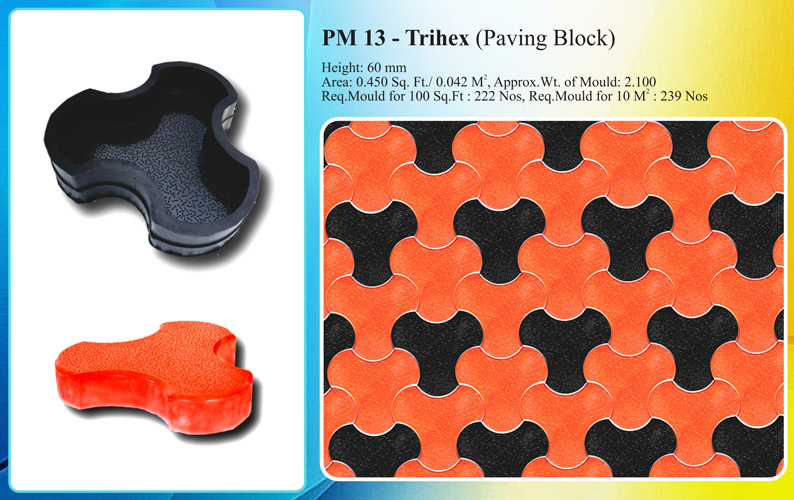 PM 13 - Trihex (Paving Block)
Height: 60 mm
Area: 0.450 Sq. Ft./ 0.042 M², Approx.Wt. of Mould: 2.100
Req.Mould for 100 Sq.Ft : 222 Nos, Req.Mould for 10 M² : 239 Nos